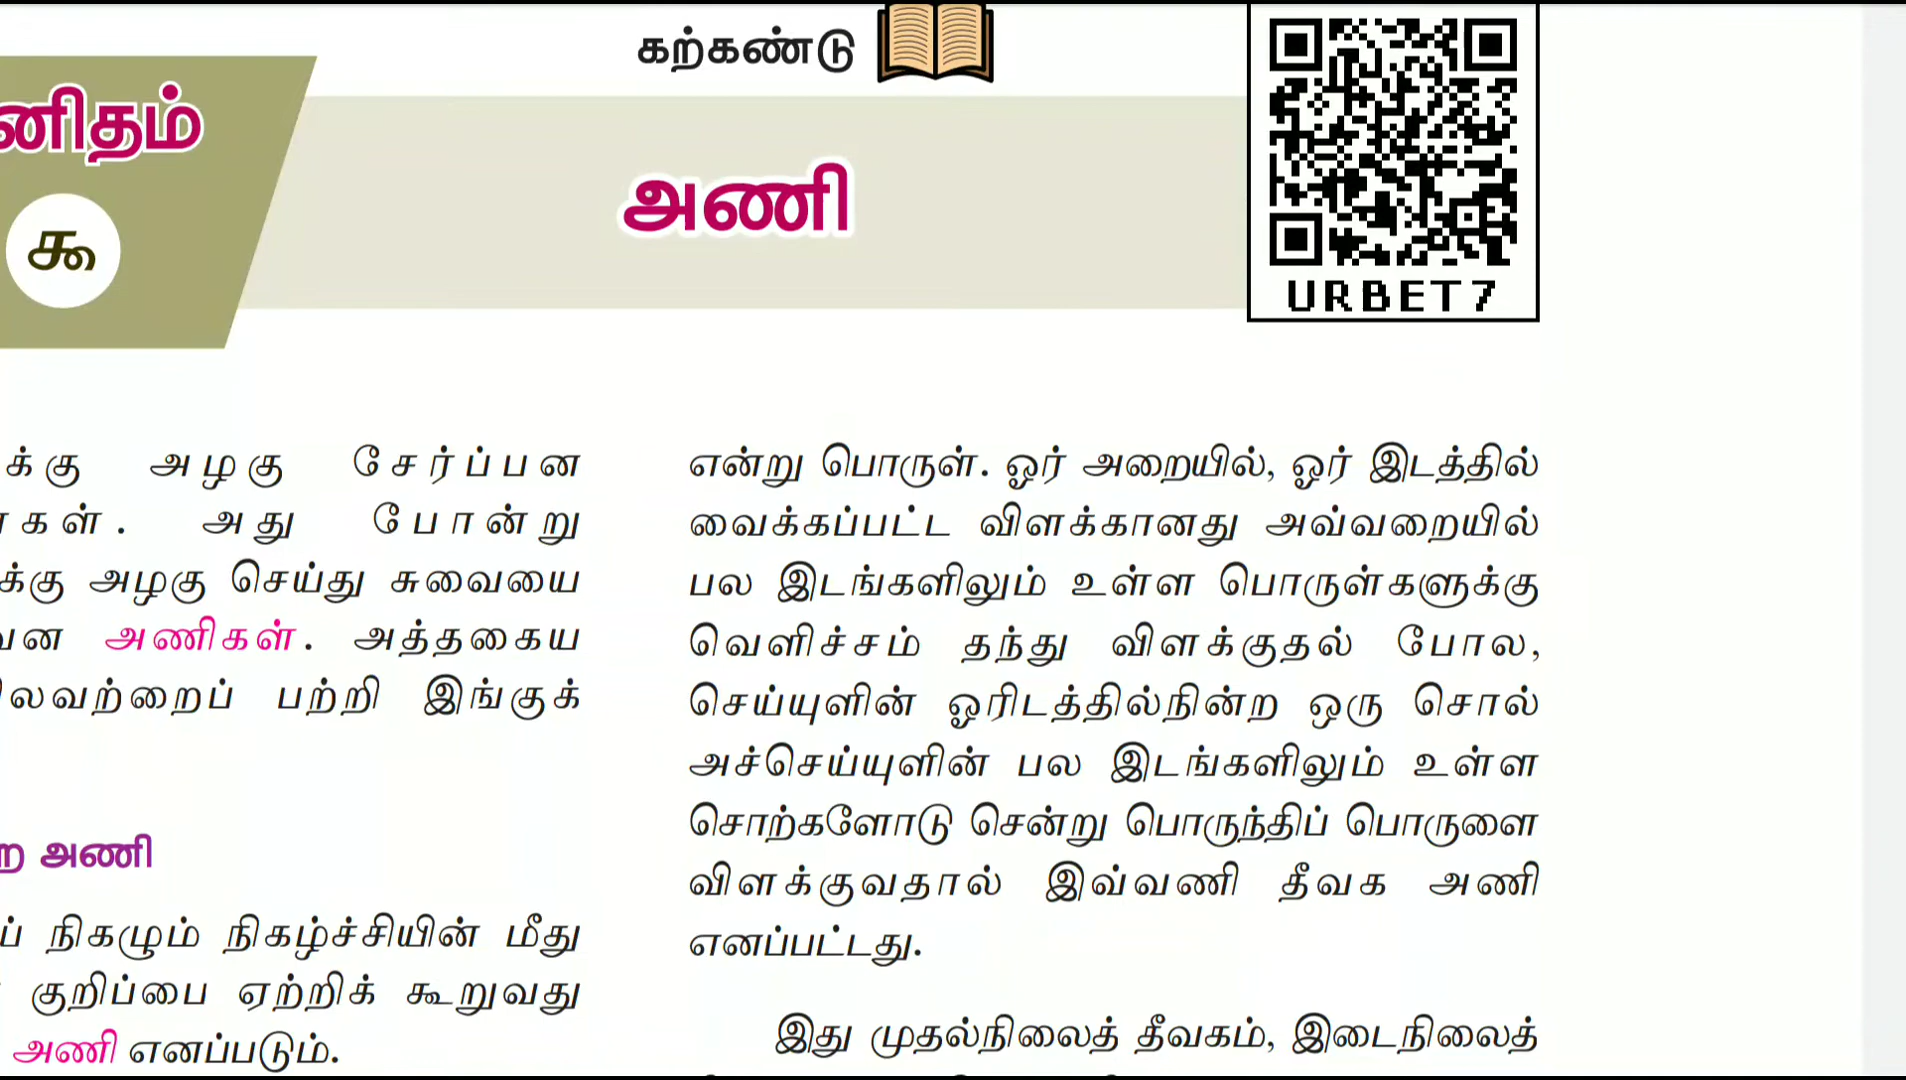 கற்கண்டு
னிதம்
கூ
அணி
URBET7
க்கு அழகு சேர்ப்பன
கள். அது போன்று
க்கு அழகு செய்து சுவையை
வன அணிகள். அத்தகைய
லவற்றைப் பற்றி இங்குக்
ற அணி
ப் நிகழும் நிகழ்ச்சியின் மீது
குறிப்பை ஏற்றிக் கூறுவது
அணி எனப்படும்.
என்று பொருள். ஓர் அறையில், ஓர் இடத்தில்
வைக்கப்பட்ட விளக்கானது அவ்வறையில்
பல இடங்களிலும் உள்ள பொருள்களுக்கு
வெளிச்சம் தந்து விளக்குதல் போல,
செய்யுளின் ஓரிடத்தில்நின்ற ஒரு சொல்
அச்செய்யுளின் பல இடங்களிலும் உள்ள
சொற்களோடு சென்று பொருந்திப் பொருளை
விளக்குவதால் இவ்வணி தீவக அணி
எனப்பட்டது.
இது முதல்நிலைத் தீவகம், இடைநிலைத்